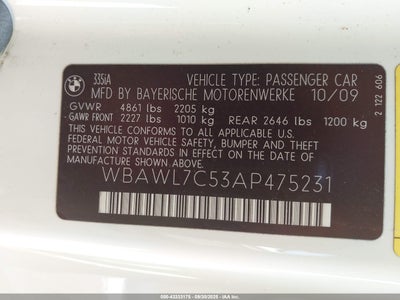 335iA
VEHICLE TYPE: PASSENGER CAR
MFD BY BAYERISCHE MOTORENWERKE 10/09
GVWR 4861 lbs 2205 kg
GAWR FRONT 2227 lbs 1010 kg REAR 2646 lbs 1200 kg
THIS VEHICLE CONFORMS TO ALL APPLICABLE U.S.
FEDERAL MOTOR VEHICLE SAFETY, BUMPER AND THEFT
PREVENTION STANDARDS IN EFFECT ON THE DATE OF
MANUFACTURE SHOWN ABOVE.
WBAWL7C53AP475231
2 122 606